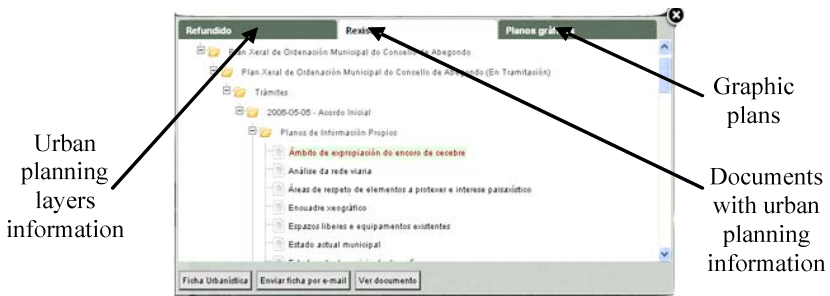 Refundido
Planos
Plan Xeral de Ordenación Municipal do Concello de Abegondo
Plan Xeral de Ordenación Municipal do Concello de Abegondo (En Tramitación)
Trámites
2006-05-05 - Acordo Inicial
Planos de Información Propios
Ámbito de expropiación do encoro de cecebre
Análise da rede viaria
Áreas de respeto de elementos a protexer e interese paisaxístico
Encuadre xeográfico
Espazos liberes e equipamentos existentes
Estado actual municipal
Ficha Urbanística
Enviar ficha por e-mail
Ver documento
Urban
planning
layers
information
Graphic
plans
Documents
with urban
planning
information